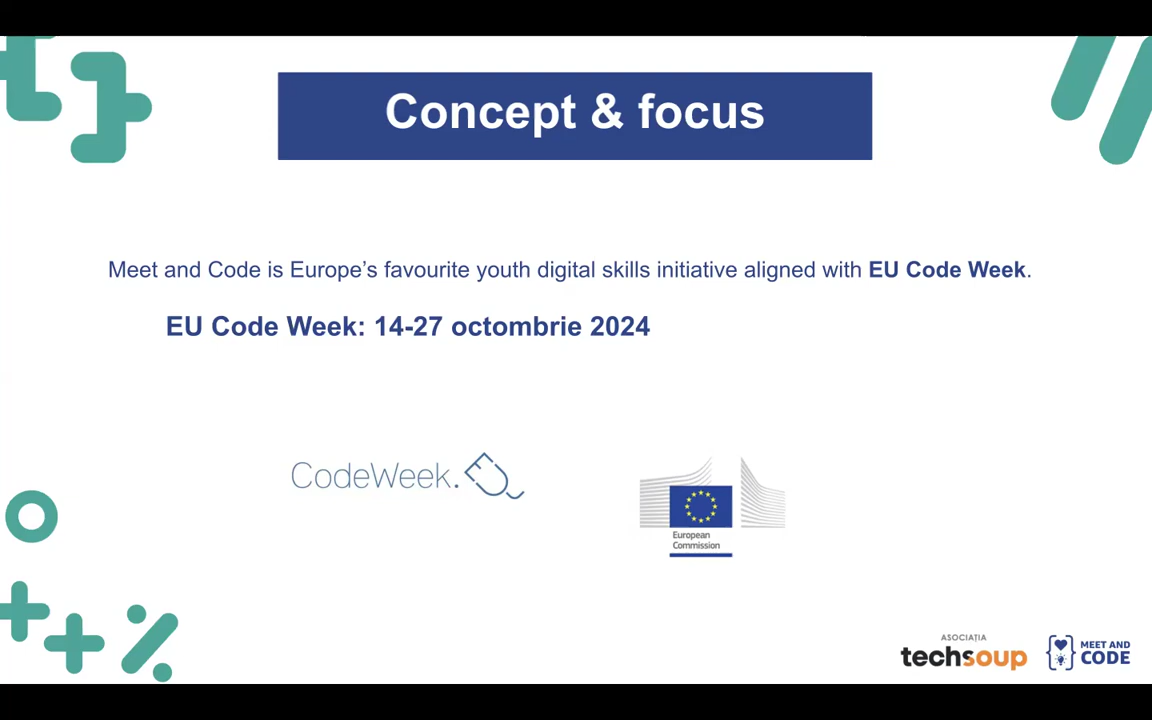 Concept & focus
Meet and Code is Europe’s favourite youth digital skills initiative aligned with EU Code Week.
EU Code Week: 14-27 octombrie 2024
CodeWeek.EU
European
Commission
ASOCIAȚIA
techsoup
MEET AND
CODE